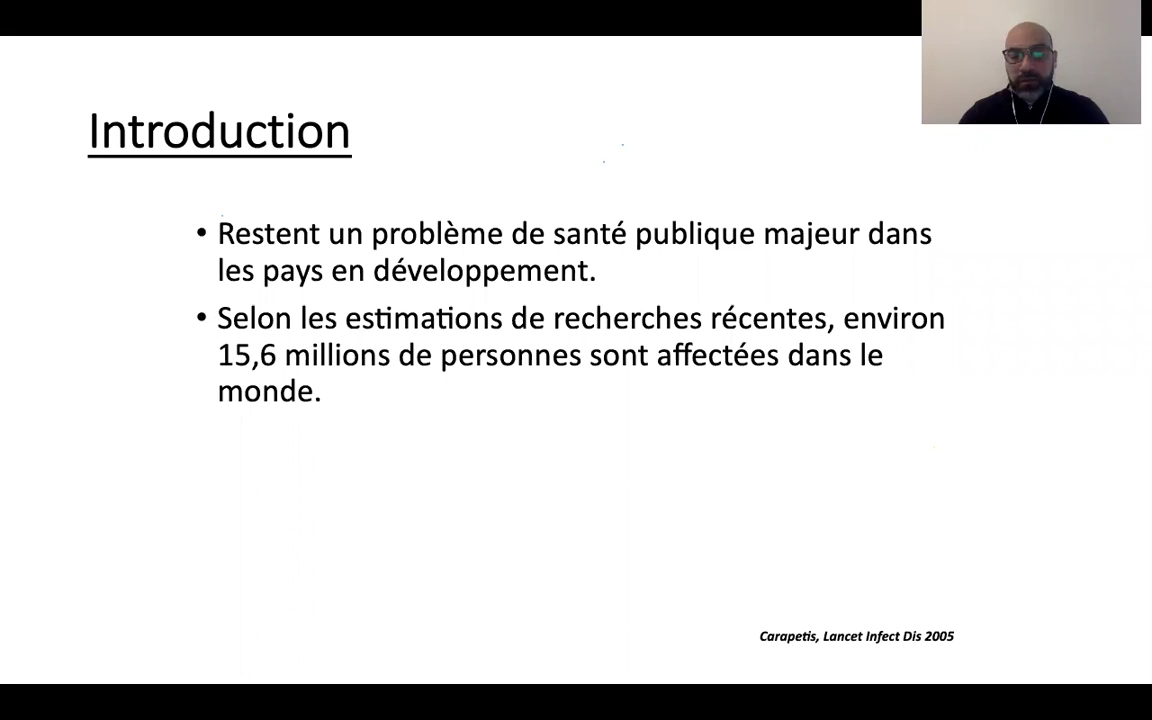 Introduction
• Restent un problème de santé publique majeur dans
les pays en développement.
• Selon les estimations de recherches récentes, environ
15,6 millions de personnes sont affectées dans le
monde.
Carapetis, Lancet Infect Dis 2005